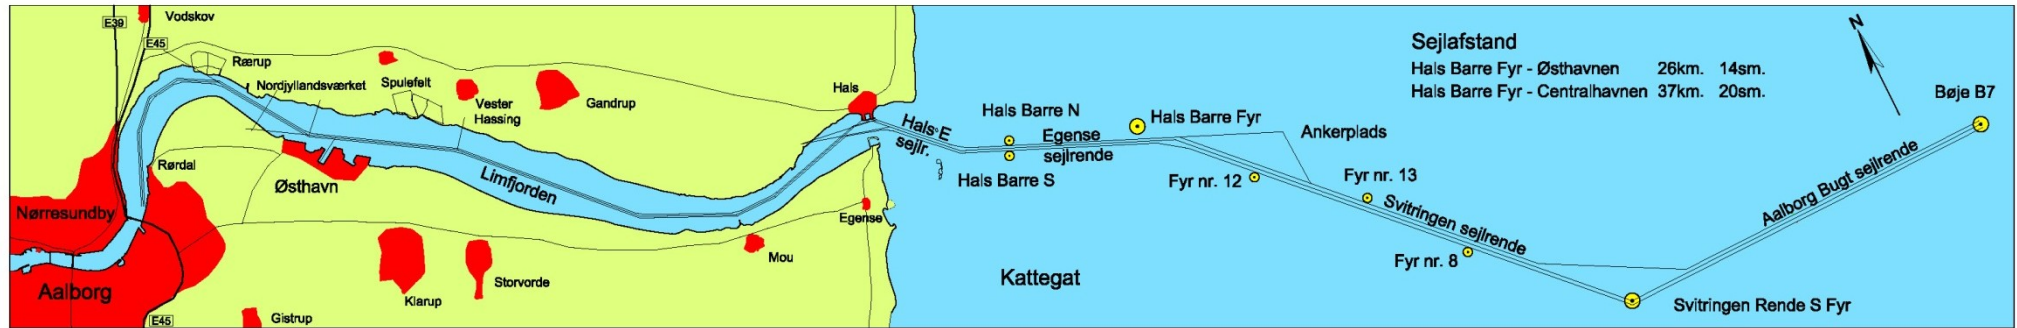 Vodskov
E39
E45
Rærup
Nordjyllandsværket
Spulefelt
Vester
Hassing
Gandrup
Hals
Rørdal
Østhavn
Limfjorden
Nørresundby
Aalborg
Klarup
Storvorde
Gistrup
E45
Mou
Egense
Hals E
sejlr.
Hals Barre N
Hals Barre Fyr
Egense
sejlrende
Hals Barre S
Ankerplads
Fyr nr. 12
Fyr nr. 13
Svitringen sejlrende
Fyr nr. 8
Kattegat
Sejlafstand
Hals Barre Fyr - Østhavnen 26km. 14sm.
Hals Barre Fyr - Centralhavnen 37km. 20sm.
N
Bøje B7
Aalborg Bugt sejlrende
Svitringen Rende S Fyr